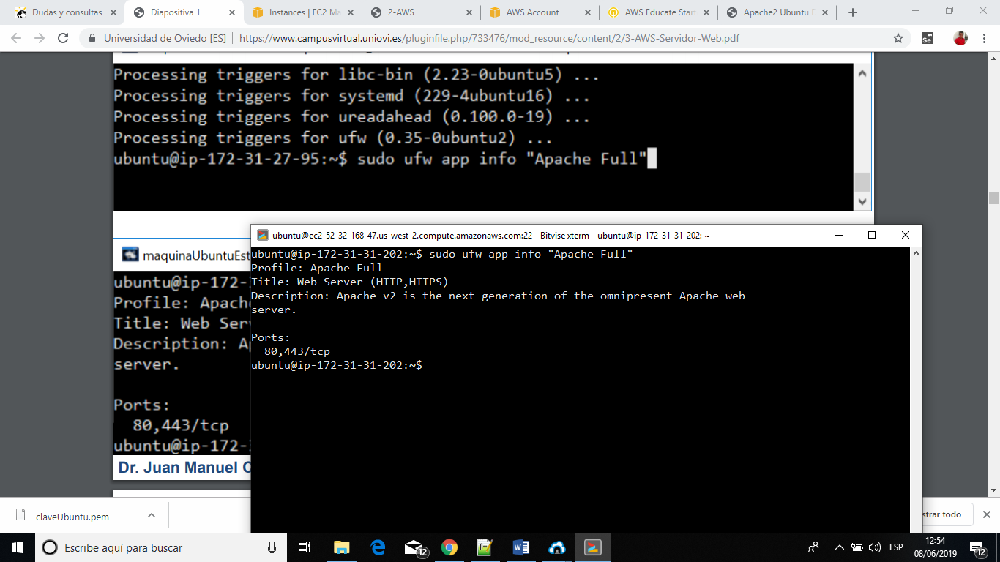 Dudas y consultas
Diapositiva 1
Instances | EC2 Ma
2-AWS
AWS Account
AWS Educate Start
Apache2 Ubuntu D
Universidad de Oviedo [ES] | https://www.campusvirtual.uniovi.es/pluginfile.php/733476/mod_resource/content/2/3-AWS-Servidor-Web.pdf
Processing triggers for libc-bin (2.23-0ubuntu5) ...
Processing triggers for systemd (229-4ubuntu16) ...
Processing triggers for ureadahead (0.100.0-19) ...
Processing triggers for ufw (0.35-0ubuntu2) ...
ubuntu@ip-172-31-27-95:~$ sudo ufw app info "Apache Full"
maquinaUbuntuEst
ubuntu@ip-172-
Profile: Apach
Title: Web Ser
Description: Ap
server.
Ports:
80,443/tcp
ubuntu@ip-172-
Dr. Juan Manuel
ubuntu@ec2-52-32-168-47.us-west-2.compute.amazonaws.com:22 - Bitvise xterm - ubuntu@ip-172-31-31-202: ~
ubuntu@ip-172-31-31-202:~$ sudo ufw app info "Apache Full"
Profile: Apache Full
Title: Web Server (HTTP,HTTPS)
Description: Apache v2 is the next generation of the omnipresent Apache web
server.
Ports:
80,443/tcp
ubuntu@ip-172-31-31-202:~$
claveUbuntu.pem
strar todo
Escribe aquí para buscar
12
ESP
12:54
08/06/2019
12